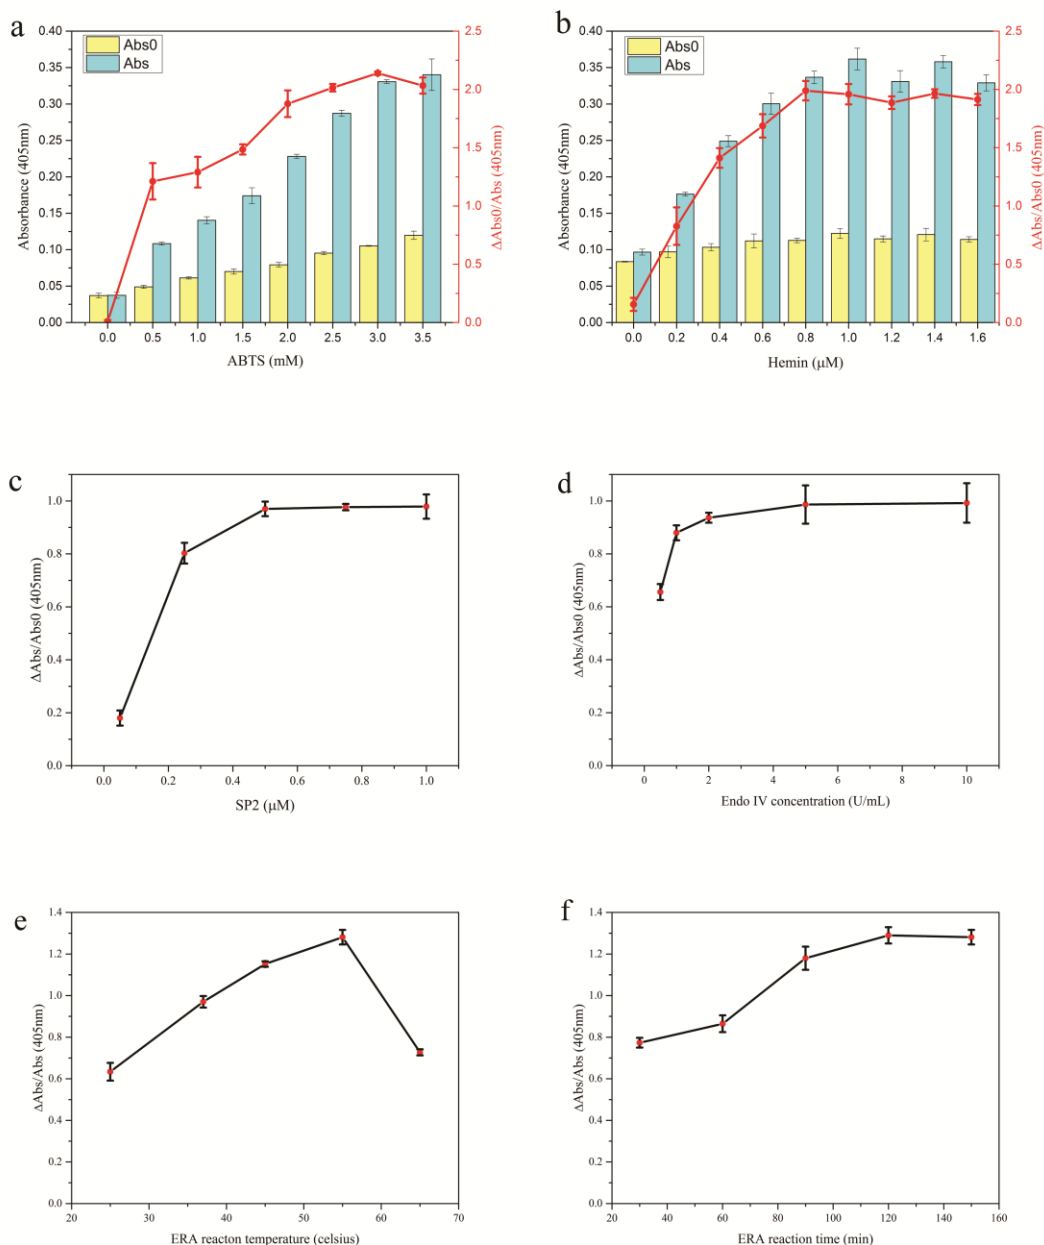 a
Abs0
Abs
Absorbance (405nm)
0.40
0.35
0.30
0.25
0.20
0.15
0.10
0.05
0.00
2.5
2.0
1.5
1.0
0.5
0.0
ΔAbs0/Abs (405nm)
0.0 0.5 1.0 1.5 2.0 2.5 3.0 3.5
ABTS (mM)
b
Abs0
Abs
Absorbance (405nm)
0.40
0.35
0.30
0.25
0.20
0.15
0.10
0.05
0.00
2.5
2.0
1.5
1.0
0.5
0.0
ΔAbs/Abs0 (405nm)
0.0 0.2 0.4 0.6 0.8 1.0 1.2 1.4 1.6
Hemin (μM)
c
ΔAbs/Abs0 (405nm)
1.0
0.8
0.6
0.4
0.2
0.0
0.0 0.2 0.4 0.6 0.8 1.0
SP2 (μM)
d
ΔAbs/Abs0 (405nm)
1.0
0.8
0.6
0.4
0.2
0.0
0 2 4 6 8 10
Endo IV concentration (U/mL)
e
ΔAbs/Abs (405nm)
1.4
1.2
1.0
0.8
0.6
0.4
0.2
0.0
20 30 40 50 60 70
ERA reacton temperature (celsius)
f
ΔAbs/Abs (405nm)
1.4
1.2
1.0
0.8
0.6
0.4
0.2
0.0
20 40 60 80 100 120 140 160
ERA reaction time (min)